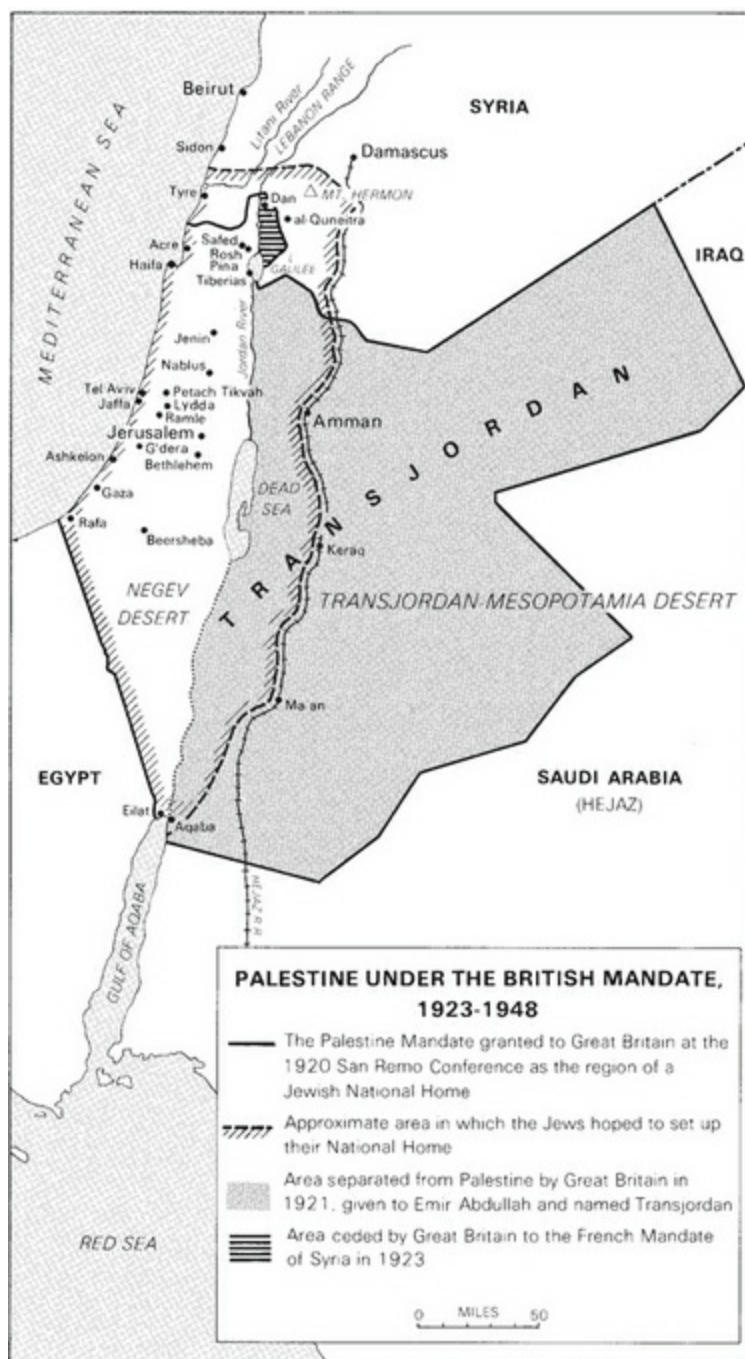 MEDITERRANEAN SEA
Beirut
Litani River
LEBANON RANGE
SYRIA
Sidon
Damascus
Tyre
Dan
MT. HERMON
al-Quneitra
Acre
Safed
Rosh
Pina
L.
GALILEE
Haifa
Tiberias
IRAQ
Jordan River
Jenin
Nablus
Tel Aviv
Petach Tikvah
Jaffa
Lydda
Ramle
Amman
Jerusalem
G'dera
Ashkelon
Bethlehem
Gaza
DEAD
SEA
Rafa
Beersheba
Keraq
TRANSJORDAN
NEGEV
DESERT
TRANSJORDAN-MESOPOTAMIA DESERT
Ma'an
EGYPT
SAUDI ARABIA
(HEJAZ)
Eilat
Aqaba
HEJAZ R.R.
GULF OF AQABA
RED SEA
PALESTINE UNDER THE BRITISH MANDATE,
1923-1948
The Palestine Mandate granted to Great Britain at the
1920 San Remo Conference as the region of a
Jewish National Home
Approximate area in which the Jews hoped to set up
their National Home
Area separated from Palestine by Great Britain in
1921, given to Emir Abdullah and named Transjordan
Area ceded by Great Britain to the French Mandate
of Syria in 1923
0 MILES 50